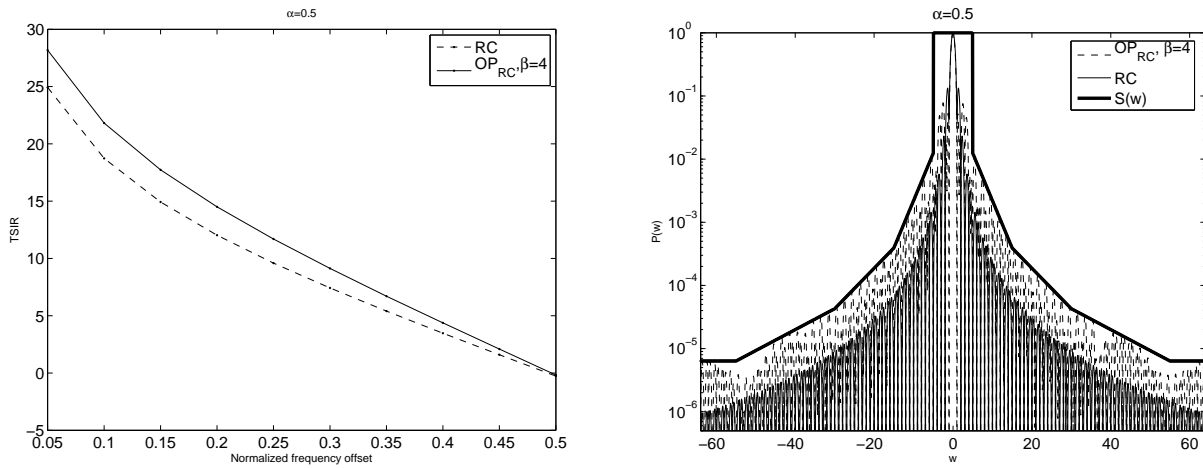 α=0.5
30
25
20
15
10
5
0
−5
TSIR
0.05 0.1 0.15 0.2 0.25 0.3 0.35 0.4 0.45 0.5
Normalized frequency offset
RC
OP_RC,β=4
α=0.5
10^0
10^−1
10^−2
10^−3
10^−4
10^−5
10^−6
P(w)
−60 −40 −20 0 20 40 60
w
OP_RC, β=4
RC
S(w)